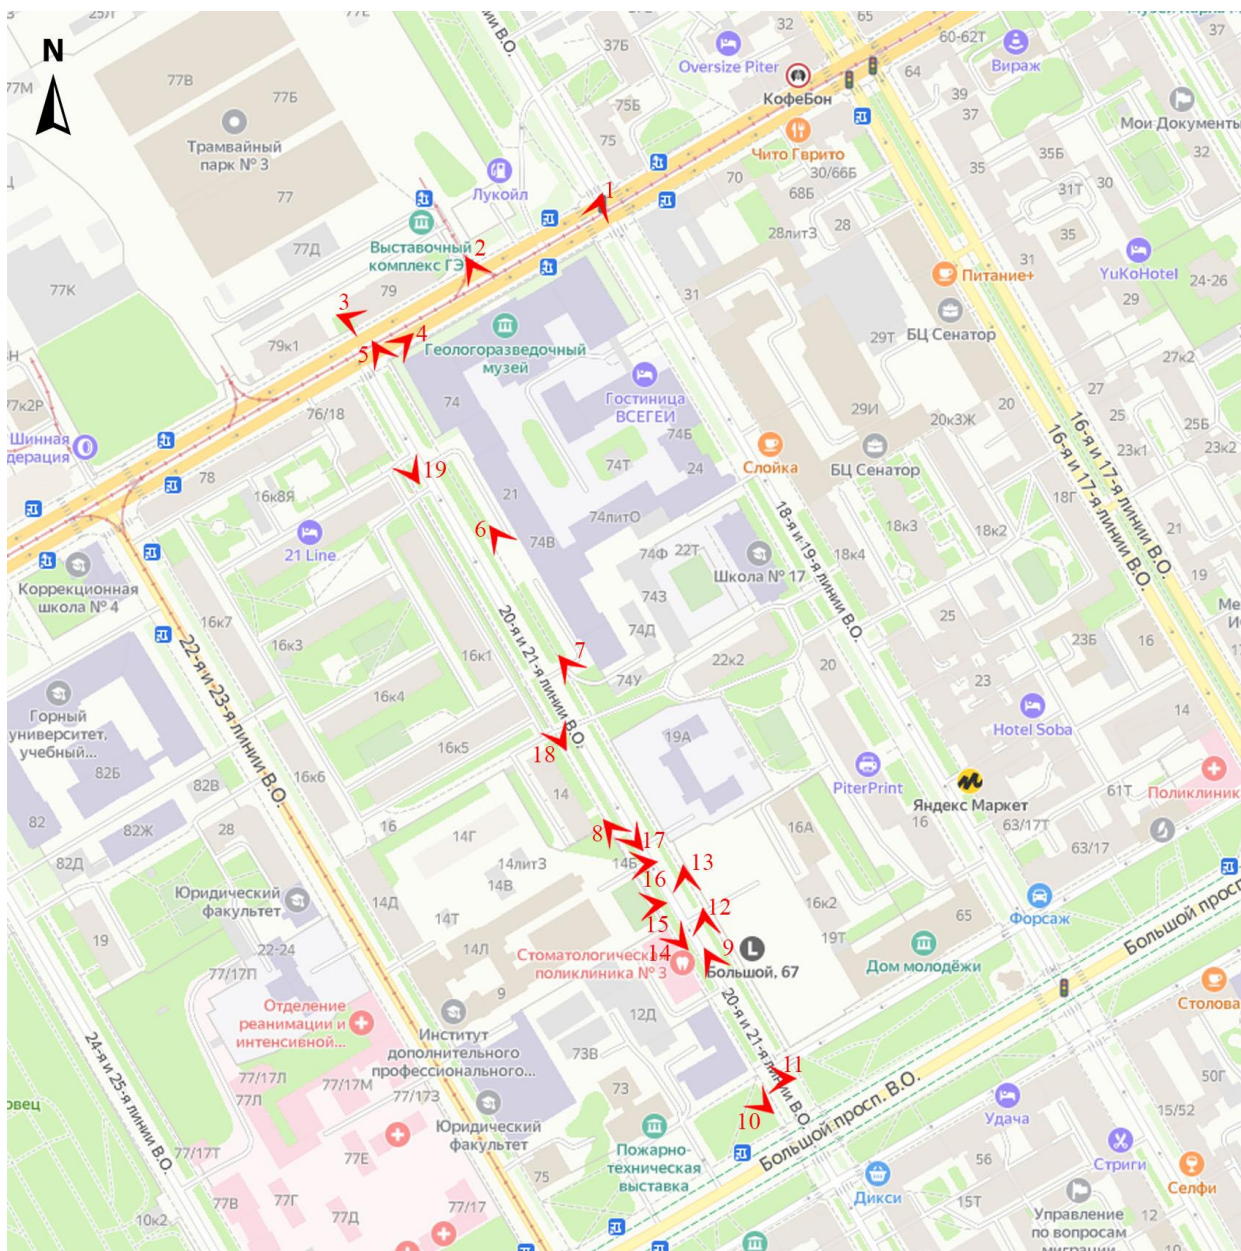 77Е
37Б
32
65
60-62Т
37
77В
N
Oversize Piter
Вираж
77М
77Б
КофеБон
64
39
75Б
Мои Документы
37
Трамвайный
парк № 3
75
Чито Гврито
35Б
32
30/66Б
35
77
Лукойл
70
68Б
31Т
30
1
28
28литЗ
35
77Д
Выставочный
комплекс ГЭ
2
31
YuKoHotel
24-26
77К
Питание+
79
31
29
3
БЦ Сенатор
4
29Т
79к1
5
Геологоразведочный
музей
27к2
Гостиница
ВСЕГЕИ
27
77к2Р
74
25
25
76/18
29И
20к3Ж
20
Шинная
23к1
23к2
74Б
16-я и 17-я линии В.О.
16-я и 17-я линии В.О.
Слойка
БЦ Сенатор
78
19
74Т
24
16к8Я
21
18Г
74литО
18к3
18к2
21
21 Line
6
74В
18-я и 19-я линии В.О.
74Ф
22Т
18к4
Коррекционная
школа № 4
Школа № 17
19
74З
20-я и 21-я линии В.О.
25
16к7
74Д
16к3
23Б
16
22-я и 23-я линии В.О.
16к1
7
22к2
20
74У
23
16к4
Горный
университет,
учебный...
14
Hotel Soba
19А
16к5
18
82Б
16к6
PiterPrint
82В
14
Яндекс Маркет
61Т
82
82Ж
28
16
8
16А
16
63/17Т
14Г
17
63/17
82Д
14литЗ
14Б
13
16
14В
Юридический
факультет
14Д
16к2
Форсаж
14Т
12
65
15
19
19Т
22-24
14Л
14
9
Большой просп.
Стоматологическая
поликлиника № 3
Большой, 67
Дом молодёжи
77/17П
9
Отделение
реанимации и
интенсивной...
Институт
дополнительного
профессионального...
12Д
20-я и 21-я линии В.О.
24-я и 25-я линии В.О.
73В
77/17Л
77/17М
11
73
50Г
77Л
77/17З
10
Удача
15/52
Юридический
факультет
Большой просп. В.О.
77Е
Пожарно-
техническая
выставка
77/17Т
Стриги
56
75
Селфи
Дикси
77В
77Г
77/17
15Т
Управление
по вопросам
миграции
12
10к2
77Д
10